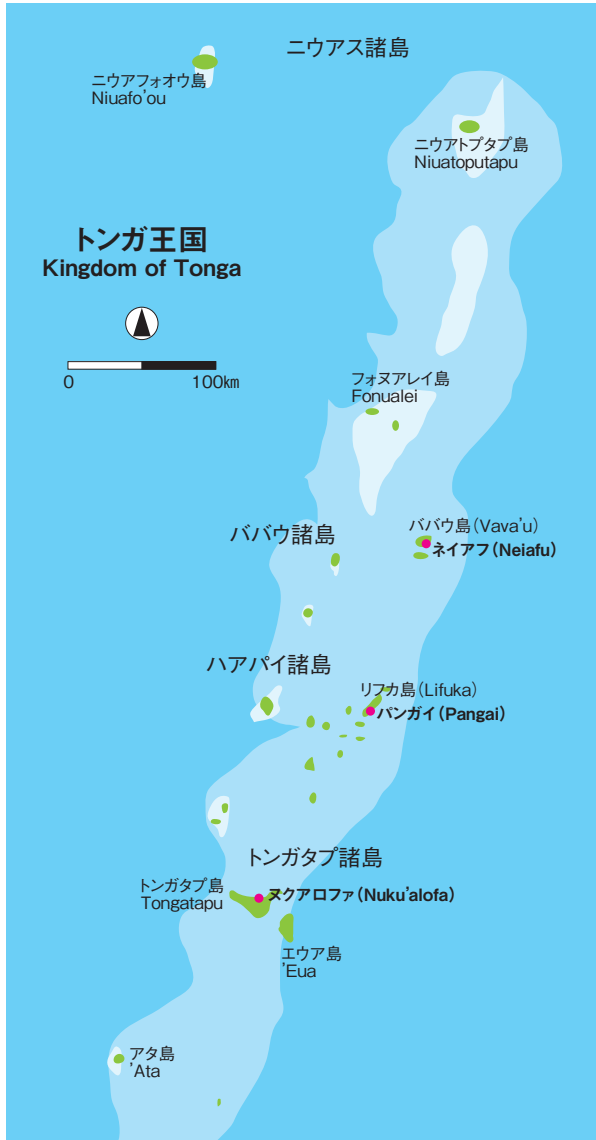 ニウアス諸島
ニウアフォオウ島
Niuafo'ou
ニウアトプタプ島
Niuatoputapu
トンガ王国
Kingdom of Tonga
0 100km
フォヌアレイ島
Fonualei
ババウ諸島
ババウ島(Vava'u)
ネイアフ(Neiafu)
ハアパイ諸島
リフカ島(Lifuka)
パンガイ(Pangai)
トンガタプ諸島
トンガタプ島
Tongatapu
ヌクアロファ(Nuku'alofa)
エウア島
'Eua
アタ島
'Ata